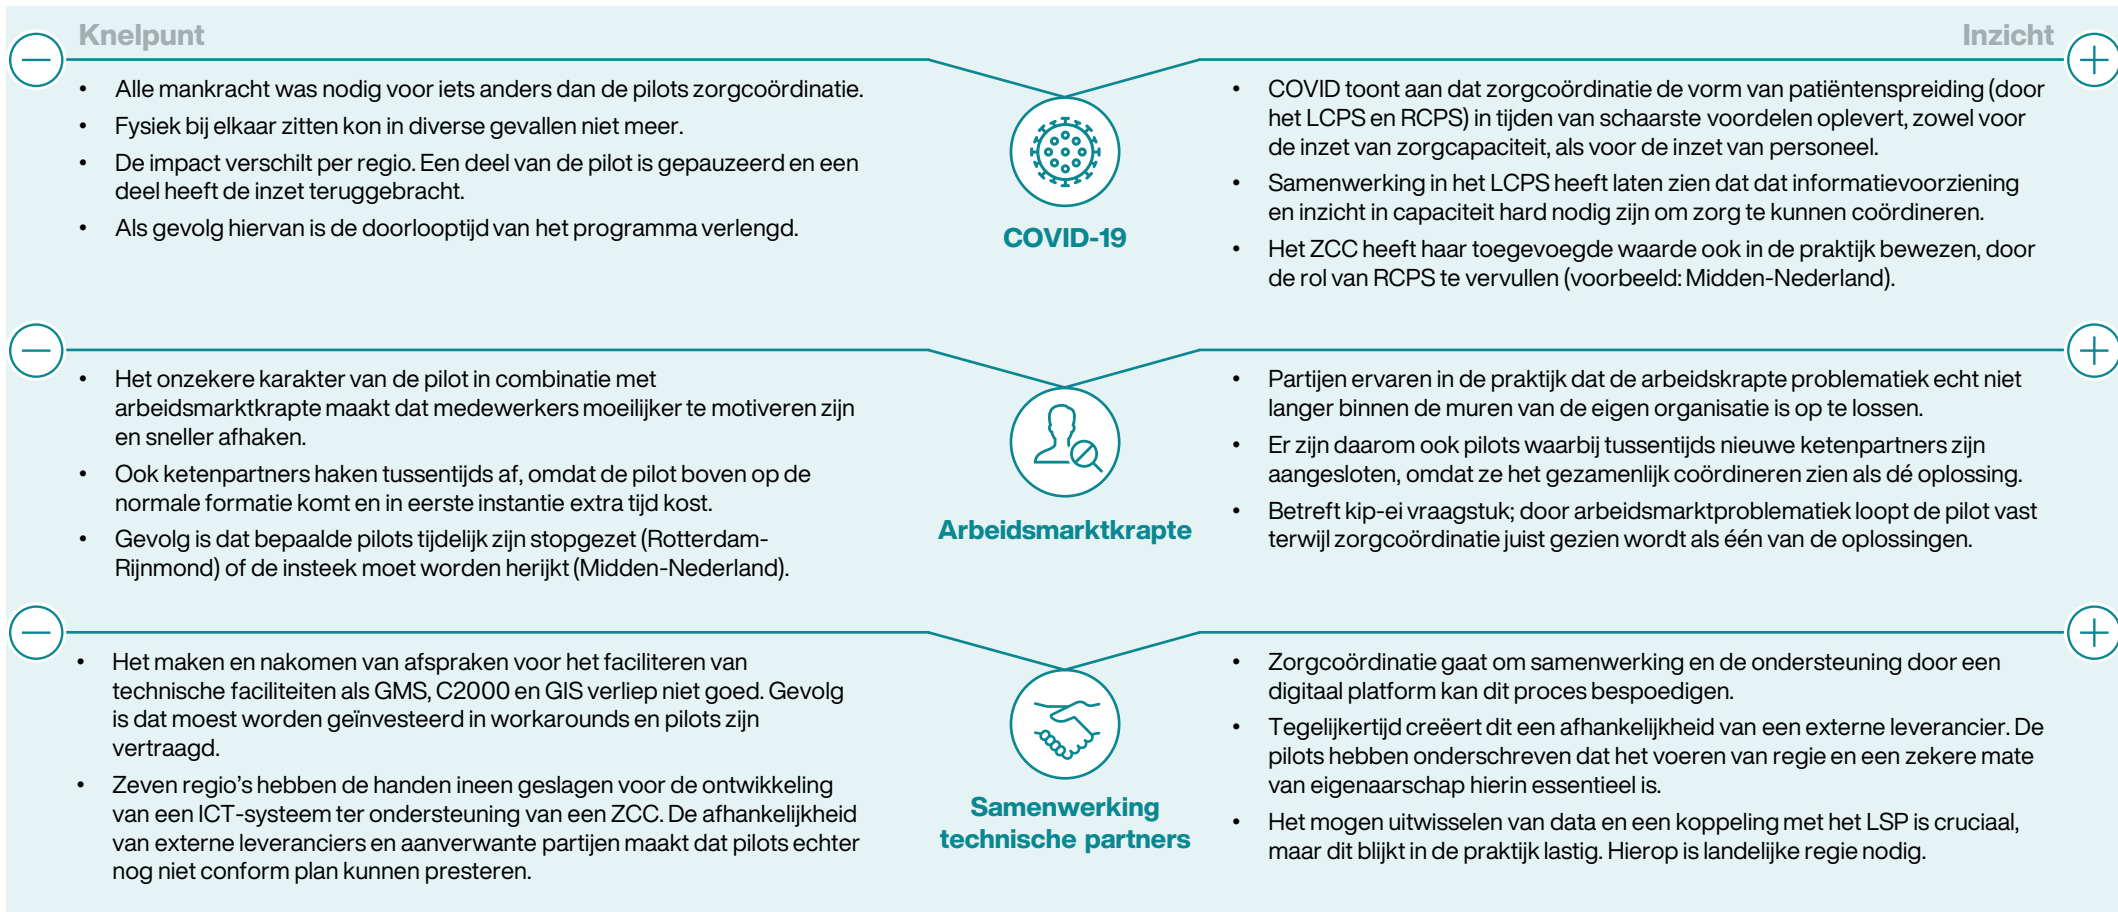 Knelpunt
Inzicht
• Alle mankracht was nodig voor iets anders dan de pilots zorgcoördinatie.
• Fysiek bij elkaar zitten kon in diverse gevallen niet meer.
• De impact verschilt per regio. Een deel van de pilot is gepauzeerd en een
deel heeft de inzet teruggebracht.
• Als gevolg hiervan is de doorlooptijd van het programma verlengd.
COVID-19
• COVID toont aan dat zorgcoördinatie de vorm van patiëntenspreiding (door
het LCPS en RCPS) in tijden van schaarste voordelen oplevert, zowel voor
de inzet van zorgcapaciteit, als voor de inzet van personeel.
• Samenwerking in het LCPS heeft laten zien dat dat informatievoorziening
en inzicht in capaciteit hard nodig zijn om zorg te kunnen coördineren.
• Het ZCC heeft haar toegevoegde waarde ook in de praktijk bewezen, door
de rol van RCPS te vervullen (voorbeeld: Midden-Nederland).
• Het onzekere karakter van de pilot in combinatie met
arbeidsmarktkrapte maakt dat medewerkers moeilijker te motiveren zijn
en sneller afhaken.
• Ook ketenpartners haken tussentijds af, omdat de pilot boven op de
normale formatie komt en in eerste instantie extra tijd kost.
• Gevolg is dat bepaalde pilots tijdelijk zijn stopgezet (Rotterdam-
Rijnmond) of de insteek moet worden herijkt (Midden-Nederland).
Arbeidsmarktkrapte
• Partijen ervaren in de praktijk dat de arbeidskrapte problematiek echt niet
langer binnen de muren van de eigen organisatie is op te lossen.
• Er zijn daarom ook pilots waarbij tussentijds nieuwe ketenpartners zijn
aangesloten, omdat ze het gezamenlijk coördineren zien als dé oplossing.
• Betreft kip-ei vraagstuk; door arbeidsmarktproblematiek loopt de pilot vast
terwijl zorgcoördinatie juist gezien wordt als één van de oplossingen.
• Het maken en nakomen van afspraken voor het faciliteren van
technische faciliteiten als GMS, C2000 en GIS verliep niet goed. Gevolg
is dat moest worden geïnvesteerd in workarounds en pilots zijn
vertraagd.
• Zeven regio's hebben de handen ineen geslagen voor de ontwikkeling
van een ICT-systeem ter ondersteuning van een ZCC. De afhankelijkheid
van externe leveranciers en aanverwante partijen maakt dat pilots echter
nog niet conform plan kunnen presteren.
Samenwerking
technische partners
• Zorgcoördinatie gaat om samenwerking en de ondersteuning door een
digitaal platform kan dit proces bespoedigen.
• Tegelijkertijd creëert dit een afhankelijkheid van een externe leverancier. De
pilots hebben onderschreven dat het voeren van regie en een zekere mate
van eigenaarschap hierin essentieel is.
• Het mogen uitwisselen van data en een koppeling met het LSP is cruciaal,
maar dit blijkt in de praktijk lastig. Hierop is landelijke regie nodig.